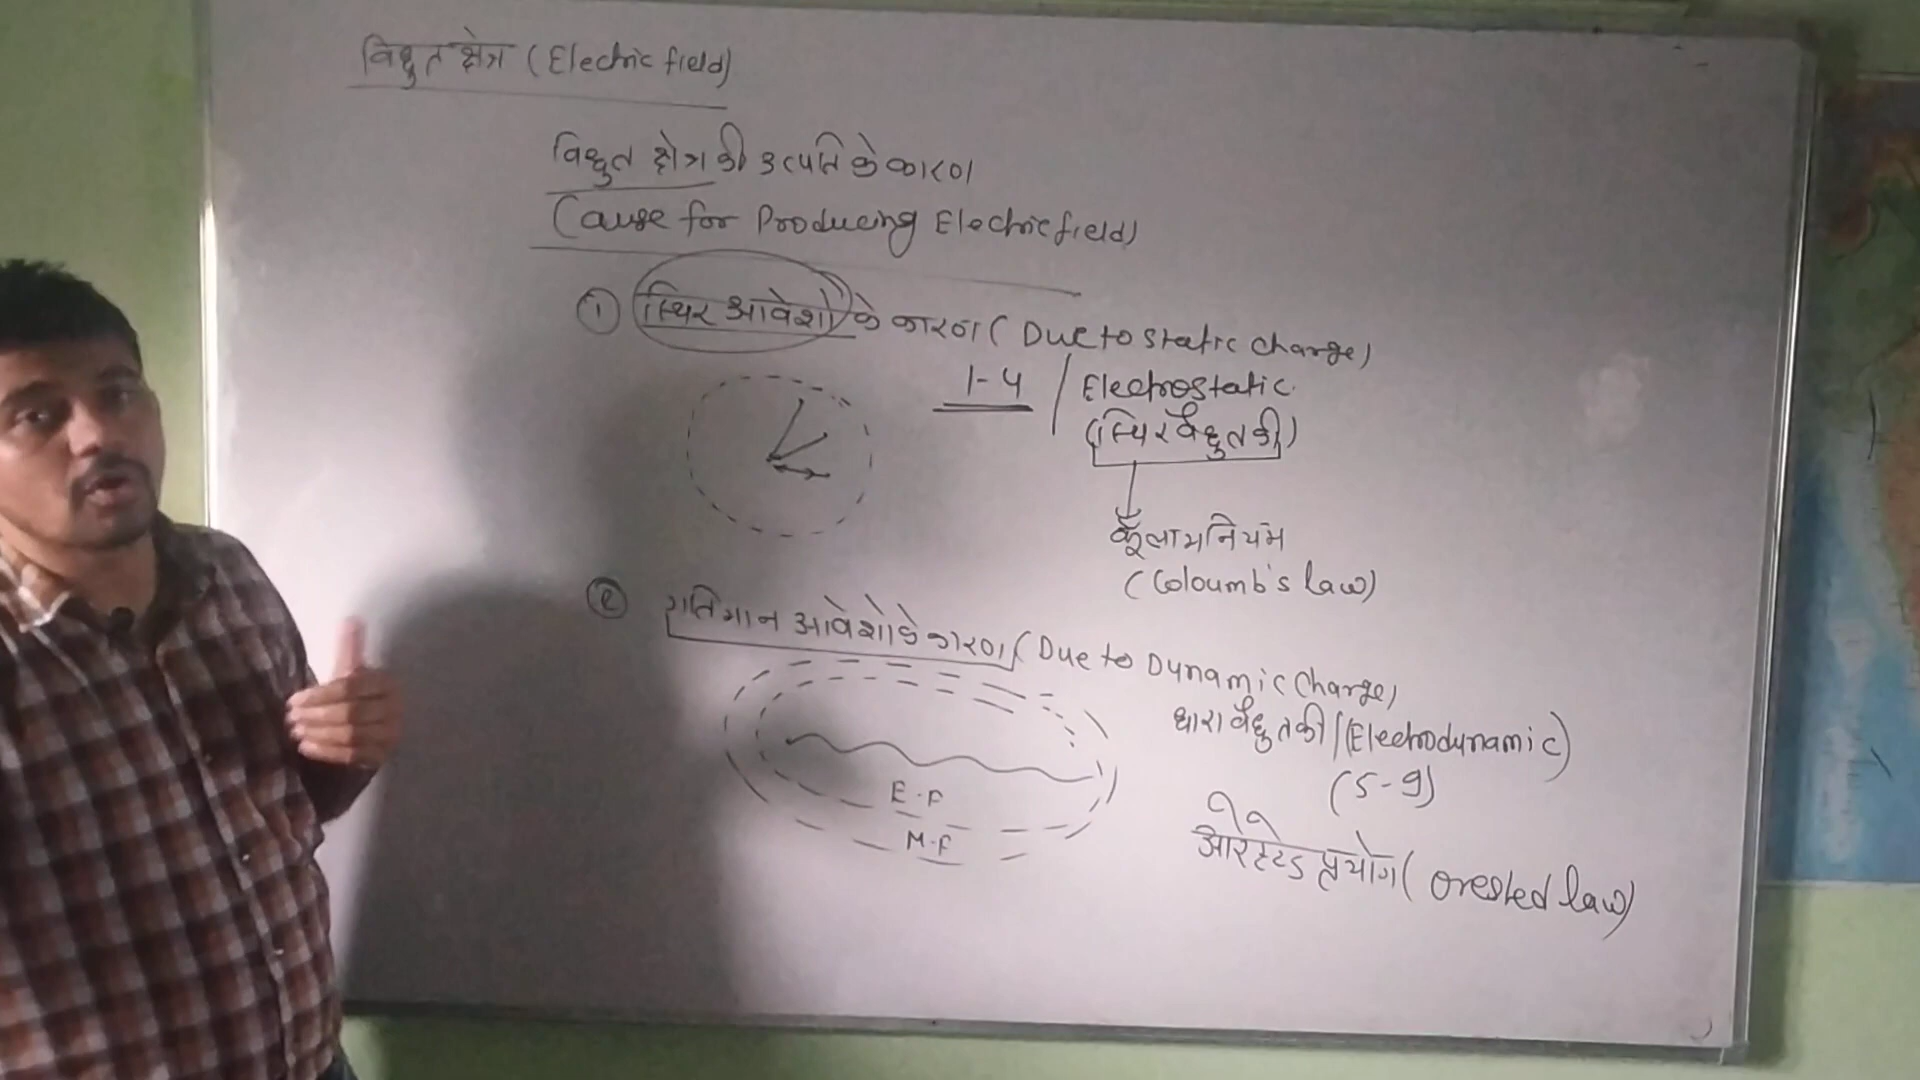 विधुत क्षेत्र (Electric field)
विधुत क्षेत्र की उत्पति के कारण
(Cause for Producing Electric field)
① स्थिर आवेशो के कारण ( Due to static charge)
1-4 / Electrostatic
(स्थिर वैधुतकी)
कूलाम नियम
(Coloumb's law)
② गतिमान आवेशो के कारण ( Due to Dynamic Charge)
धारा वैधुतकी / (Electrodynamic)
(5-9)
E.F
M.F
ओरस्टेड प्रयोग ( orested law)